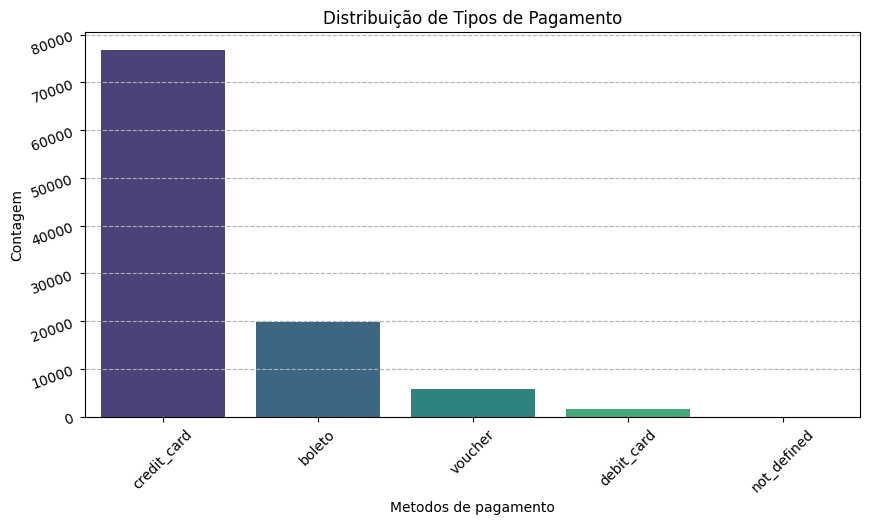 Distribuição de Tipos de Pagamento
Contagem
80000
70000
60000
50000
40000
30000
20000
10000
0
credit_card
boleto
voucher
debit_card
not_defined
Metodos de pagamento